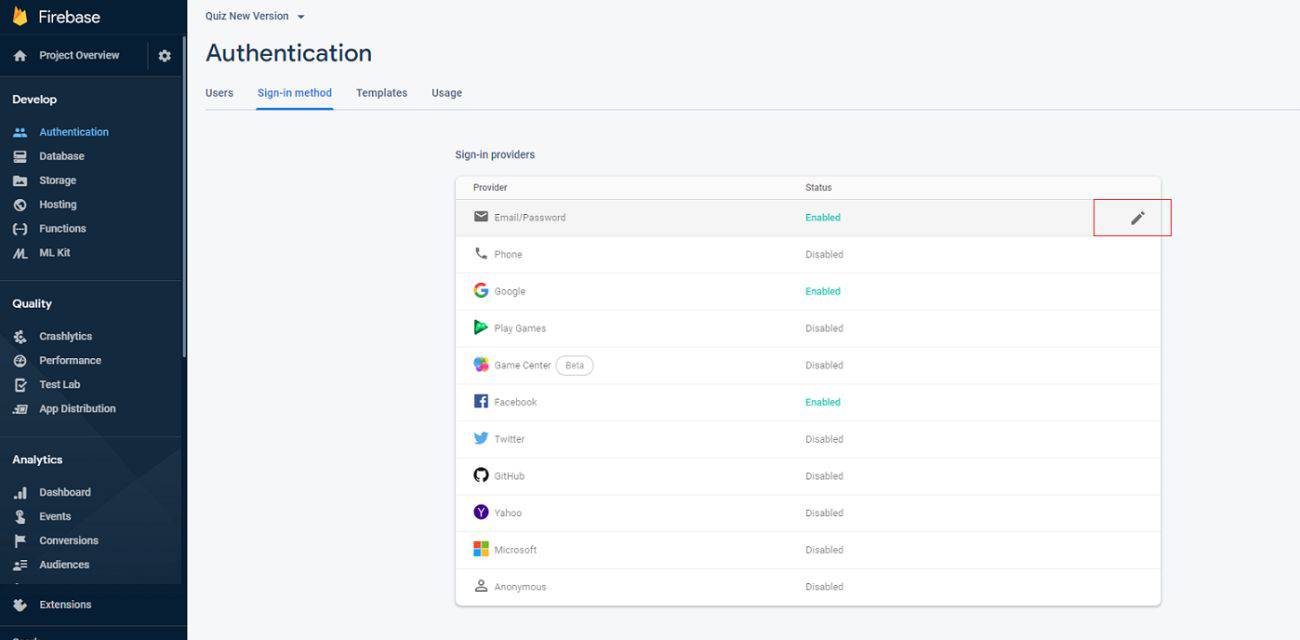 Firebase
Project Overview
Develop
Authentication
Database
Storage
Hosting
Functions
ML Kit
Quality
Crashlytics
Performance
Test Lab
App Distribution
Analytics
Dashboard
Events
Conversions
Audiences
Extensions
Quiz New Version
Authentication
Users Sign-in method Templates Usage
Sign-in providers
Provider Status
Email/Password Enabled
Phone Disabled
Google Enabled
Play Games Disabled
Game Center Beta Disabled
Facebook Enabled
Twitter Disabled
GitHub Disabled
Yahoo Disabled
Microsoft Disabled
Anonymous Disabled